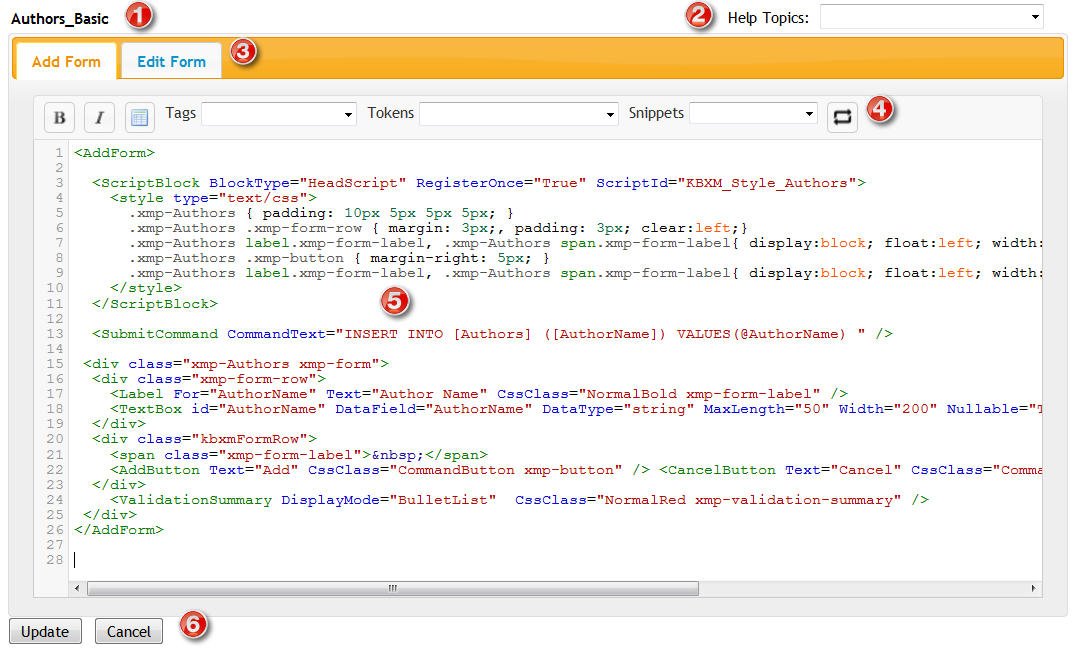 Authors_Basic 1 2 Help Topics:
Add Form Edit Form 3
B I Tags Tokens Snippets 4
1 <AddForm>
2
3 <ScriptBlock BlockType="HeadScript" RegisterOnce="True" ScriptId="KBXM_Style_Authors">
4 <style type="text/css">
5 .xmp-Authors { padding: 10px 5px 5px 5px; }
6 .xmp-Authors .xmp-form-row { margin: 3px;, padding: 3px; clear:left;}
7 .xmp-Authors label.xmp-form-label, .xmp-Authors span.xmp-form-label{ display:block; float:left; width:
8 .xmp-Authors .xmp-button { margin-right: 5px; }
9 .xmp-Authors label.xmp-form-label, .xmp-Authors span.xmp-form-label{ display:block; float:left; width:
10 </style>
11 </ScriptBlock>
5
12
13 <SubmitCommand CommandText="INSERT INTO [Authors] ([AuthorName]) VALUES(@AuthorName) " />
14
15 <div class="xmp-Authors xmp-form">
16 <div class="xmp-form-row">
17 <Label For="AuthorName" Text="Author Name" CssClass="NormalBold xmp-form-label" />
18 <TextBox id="AuthorName" DataField="AuthorName" DataType="string" MaxLength="50" Width="200" Nullable="T
19 </div>
20 <div class="kbxmFormRow">
21 <span class="xmp-form-label">&nbsp;</span>
22 <AddButton Text="Add" CssClass="CommandButton xmp-button" /> <CancelButton Text="Cancel" CssClass="Comma
23 </div>
24 <ValidationSummary DisplayMode="BulletList" CssClass="NormalRed xmp-validation-summary" />
25 </div>
26 </AddForm>
27
28
Update Cancel 6